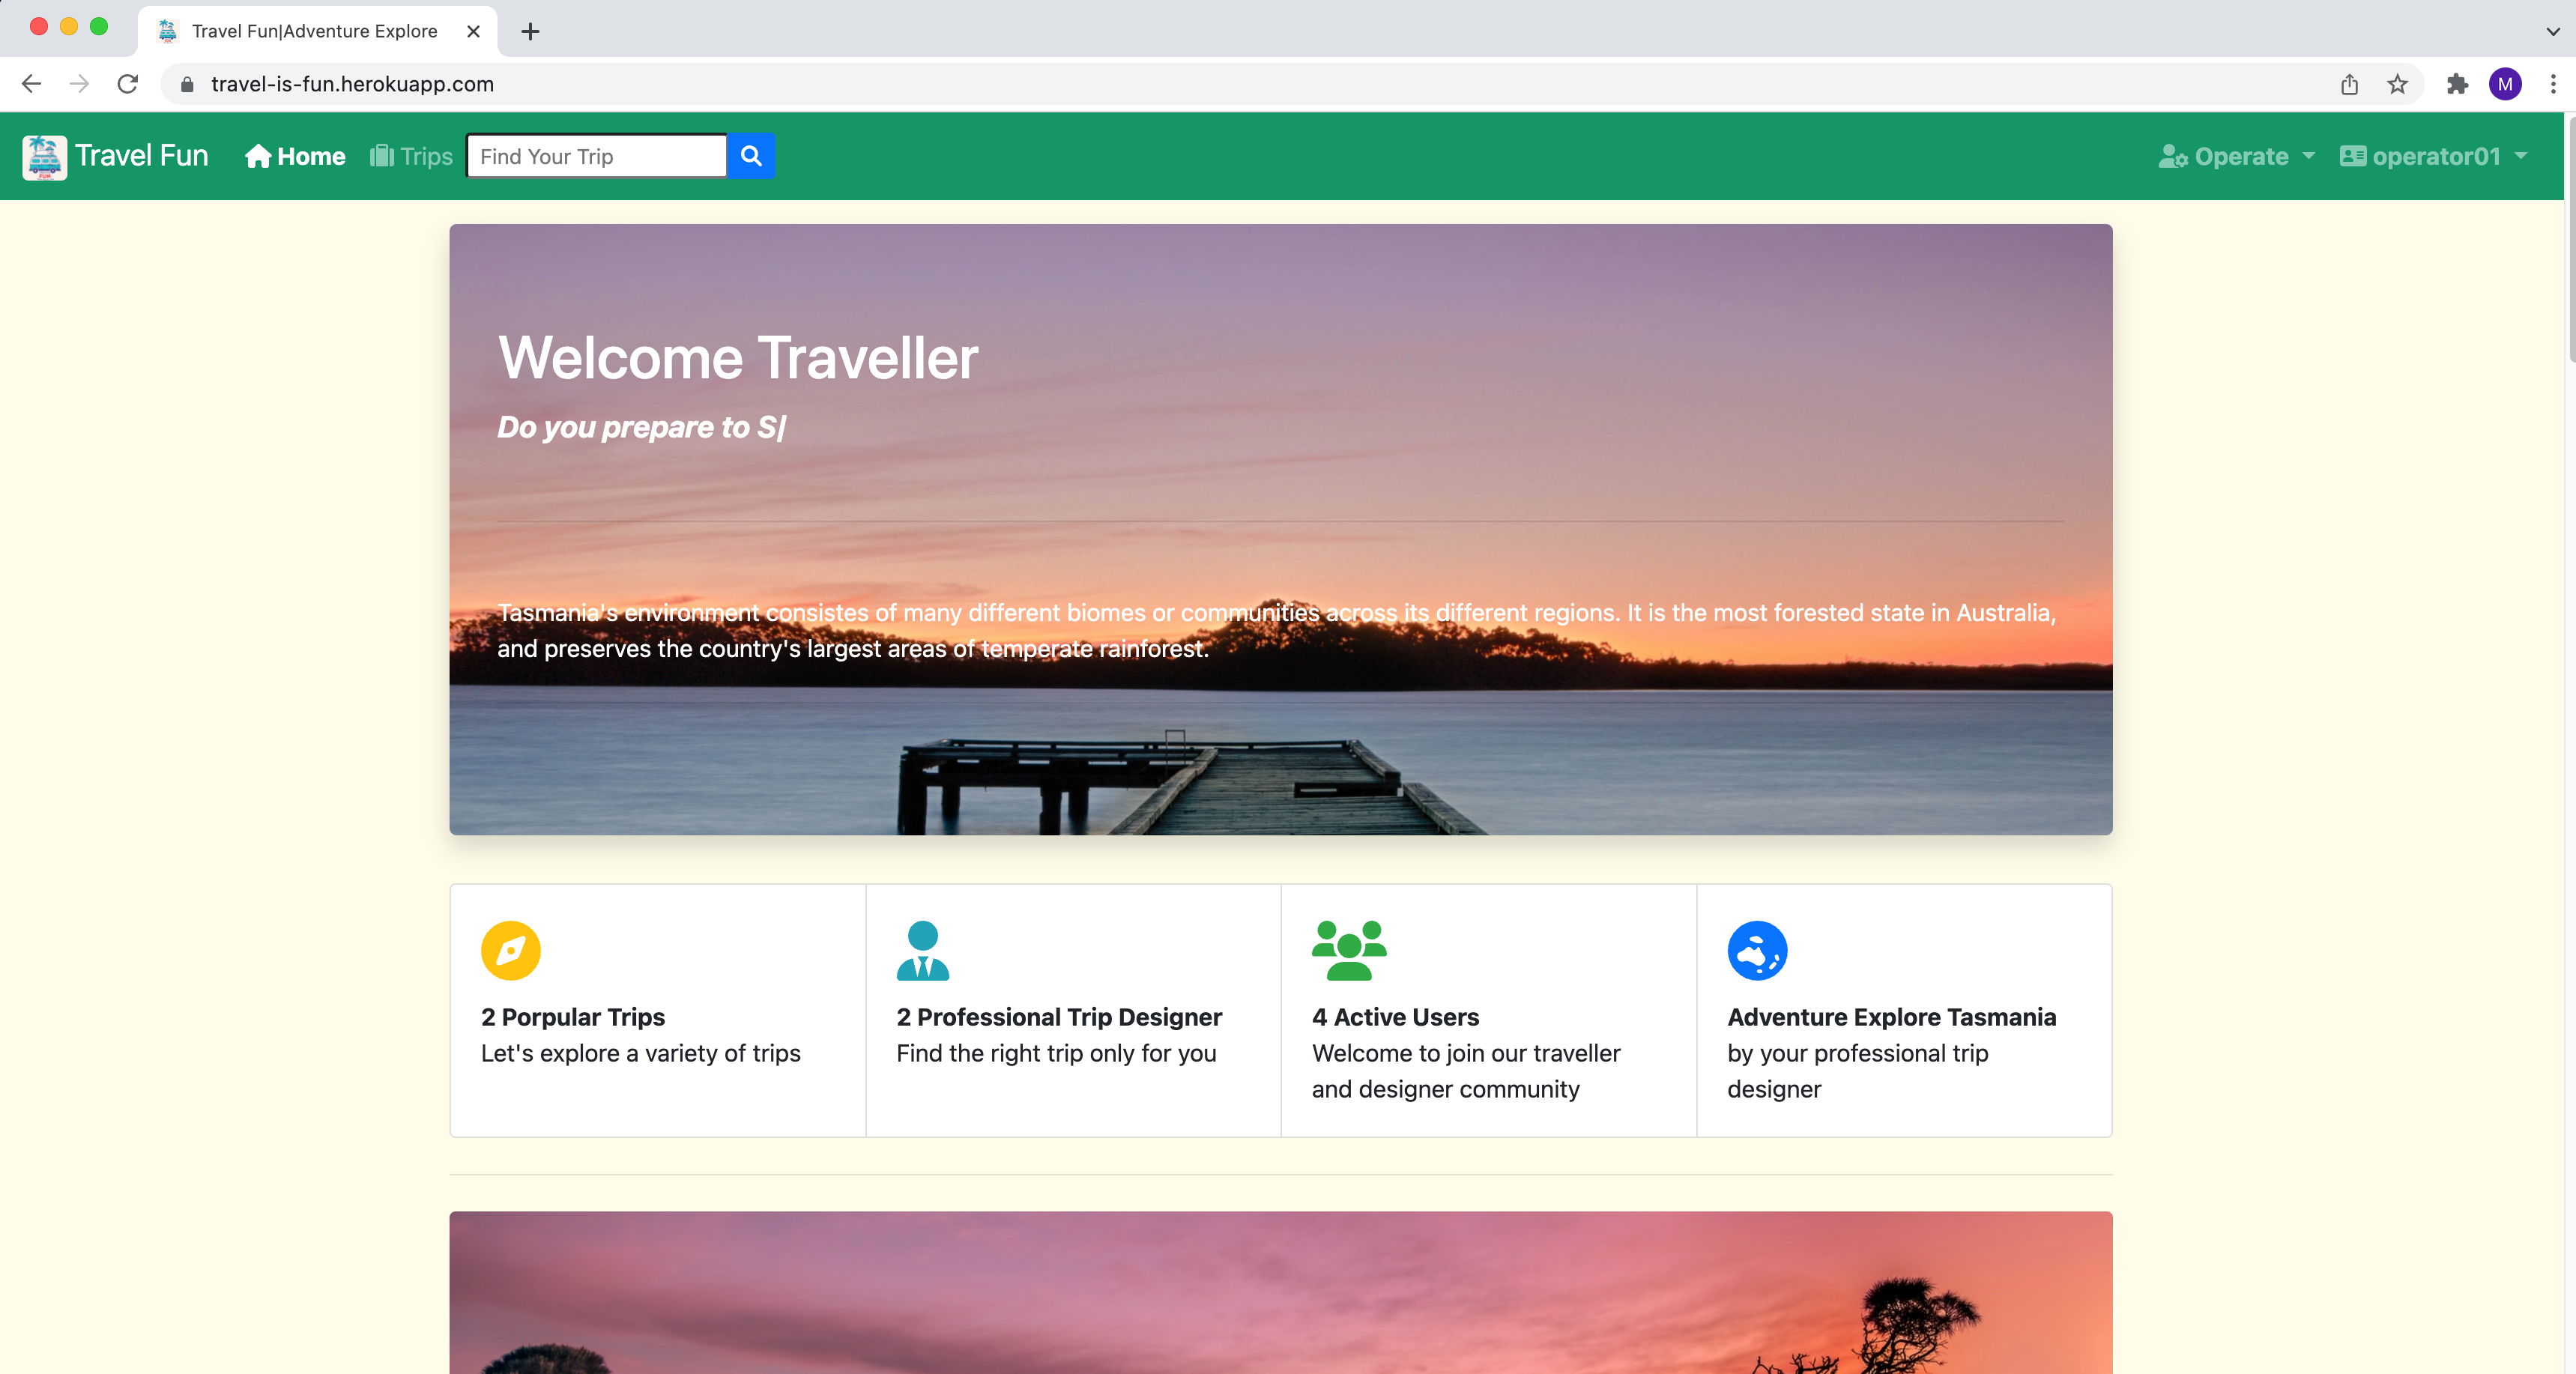 Travel Fun|Adventure Explore
travel-is-fun.herokuapp.com
M
Travel Fun
Home
Trips
Find Your Trip
Operate
operator01
Welcome Traveller
Do you prepare to S|
Tasmania's environment consistes of many different biomes or communities across its different regions. It is the most forested state in Australia,
and preserves the country's largest areas of temperate rainforest.
2 Porpular Trips
Let's explore a variety of trips
2 Professional Trip Designer
Find the right trip only for you
4 Active Users
Welcome to join our traveller
and designer community
Adventure Explore Tasmania
by your professional trip
designer